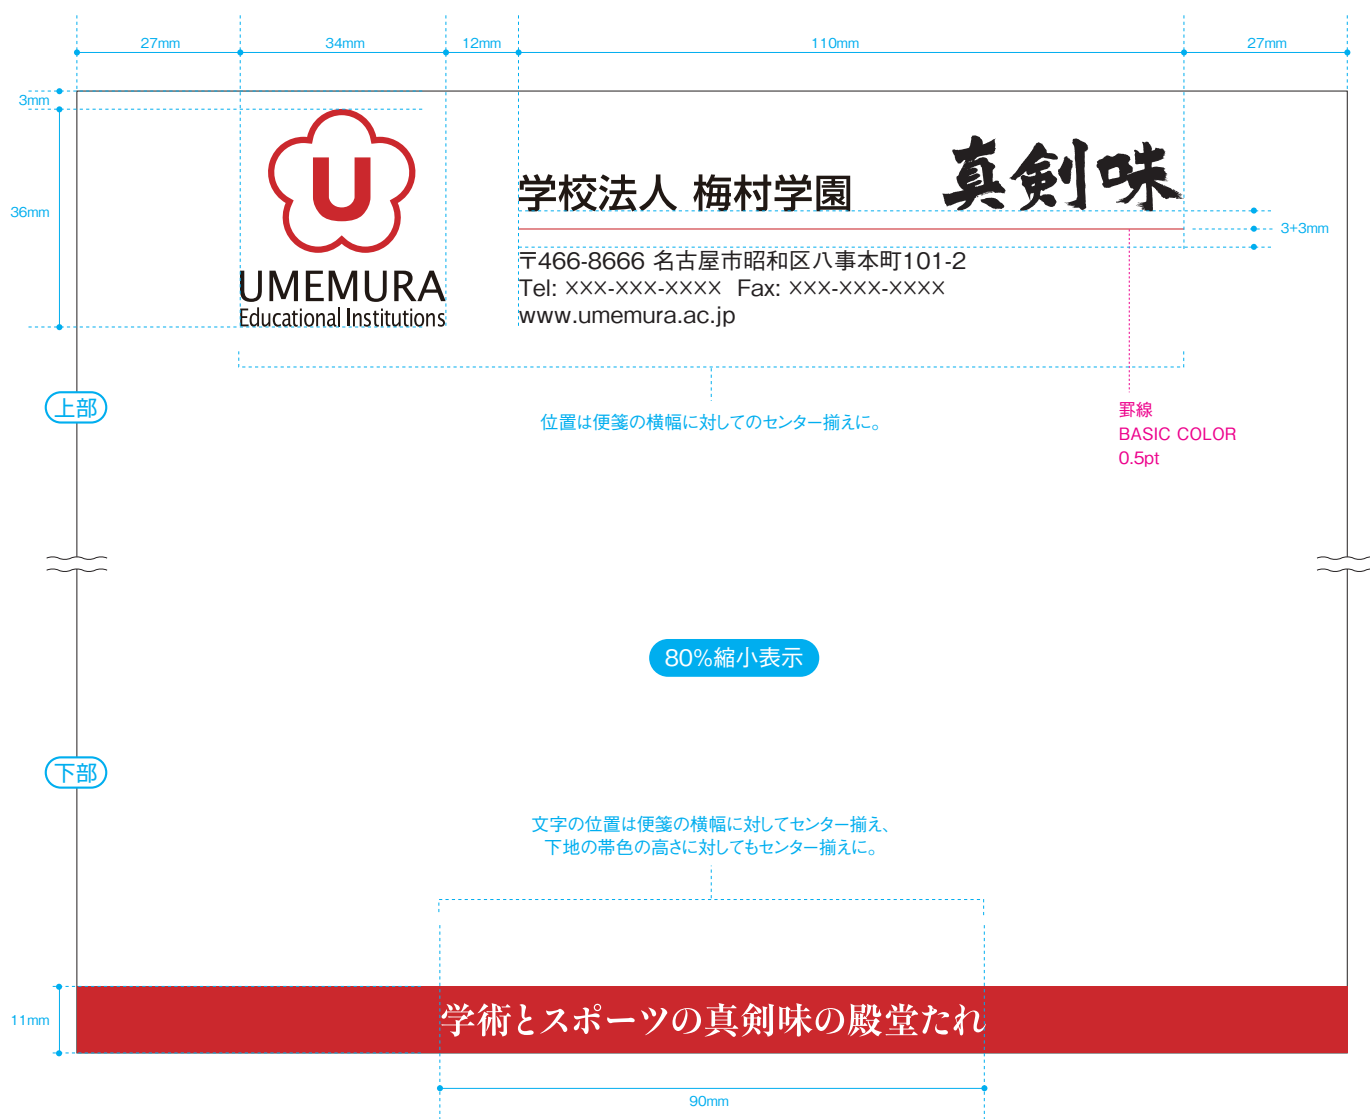 27mm 34mm 12mm 110mm 27mm
3mm
36mm
U
UMEMURA
Educational Institutions
学校法人 梅村学園
真剣味
3+3mm
〒466-8666 名古屋市昭和区八事本町101-2
Tel: ×××-×××-×××× Fax: ×××-×××-××××
www.umemura.ac.jp
上部
位置は便箋の横幅に対してのセンター揃えに。
罫線
BASIC COLOR
0.5pt
80%縮小表示
下部
文字の位置は便箋の横幅に対してセンター揃え、
下地の帯色の高さに対してもセンター揃えに。
11mm
学術とスポーツの真剣味の殿堂たれ
90mm